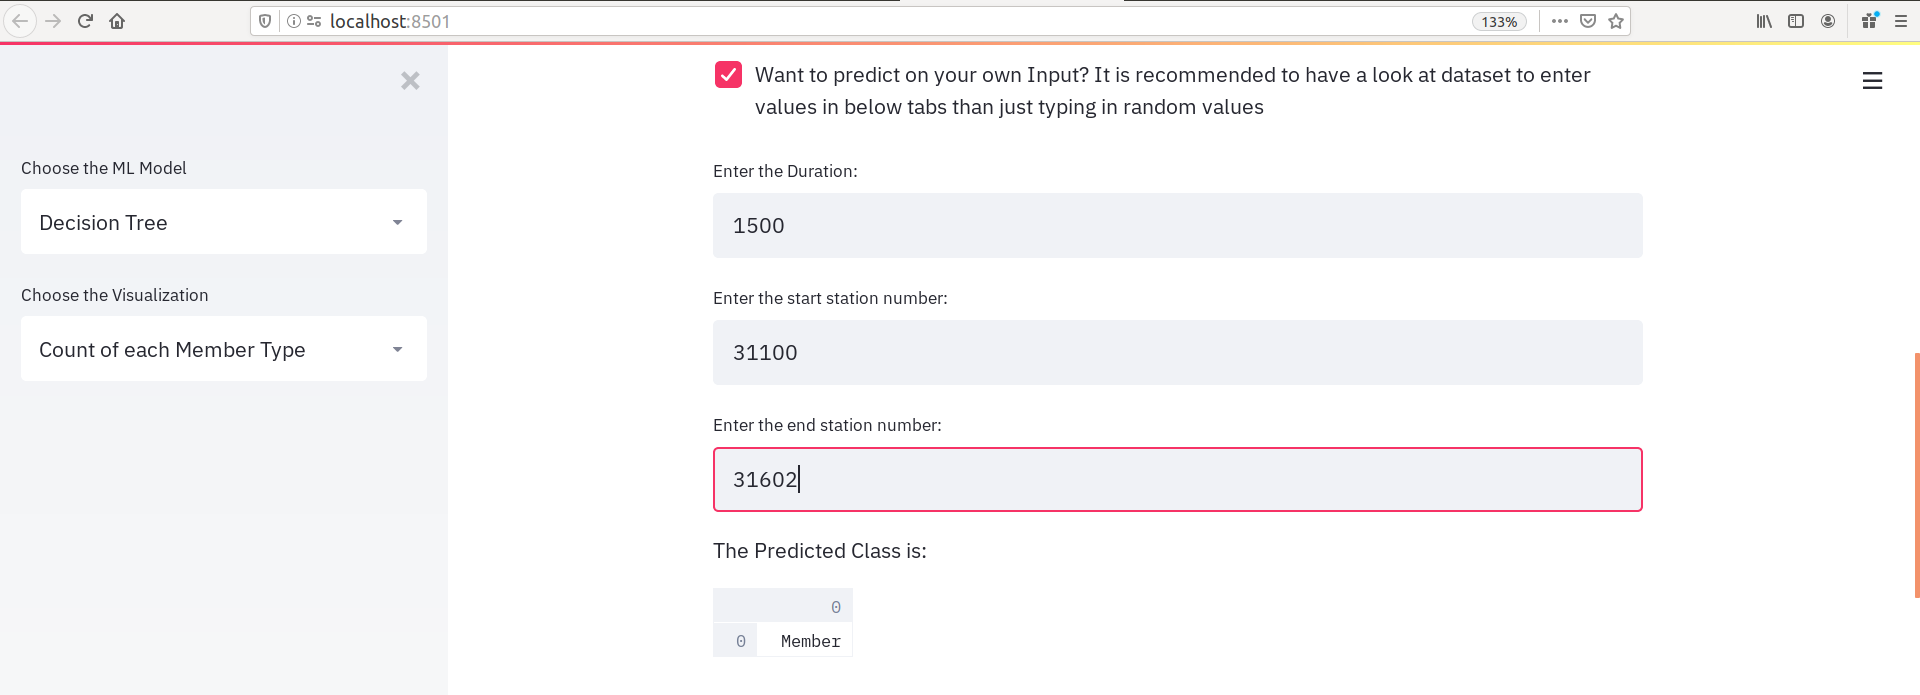 localhost:8501
133%
Want to predict on your own Input? It is recommended to have a look at dataset to enter
values in below tabs than just typing in random values
Choose the ML Model
Decision Tree
Choose the Visualization
Count of each Member Type
Enter the Duration:
1500
Enter the start station number:
31100
Enter the end station number:
31602
The Predicted Class is:
0
0 Member